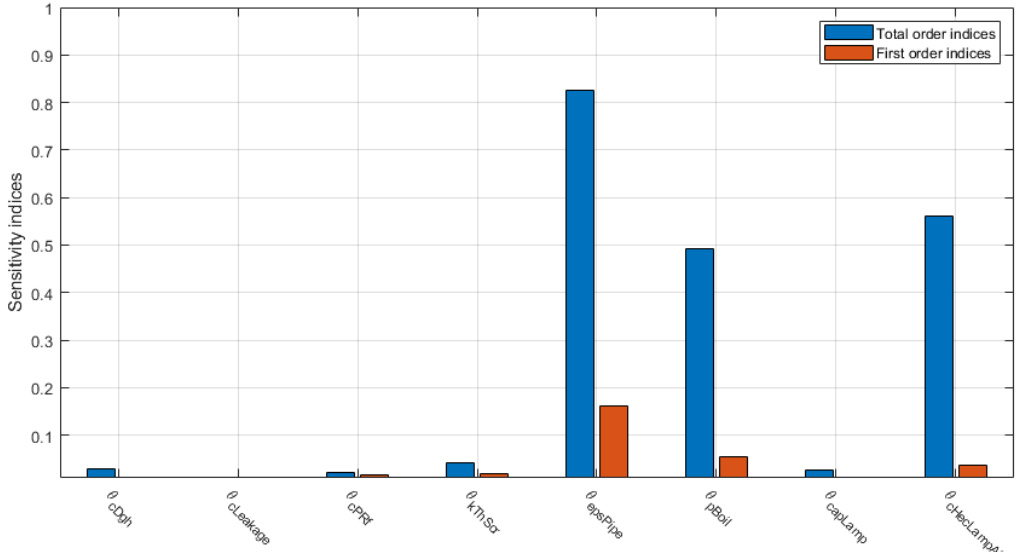 1
Total order indices
First order indices
0.9
0.8
0.7
0.6
0.5
0.4
0.3
0.2
0.1
Sensitivity indices
θ cDgh
θ cLeakage
θ cPRf
θ kThScr
θ epsPipe
θ pBoil
θ capLamp